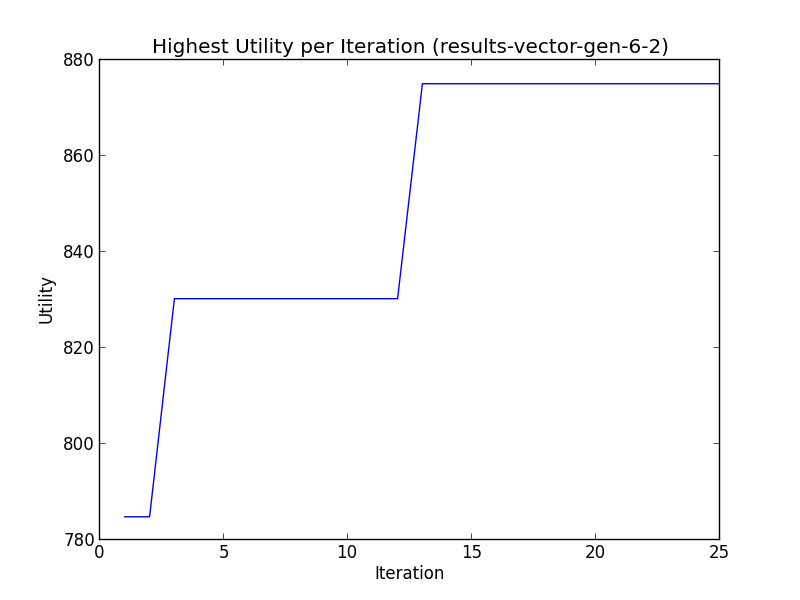 Highest Utility per Iteration (results-vector-gen-6-2)
880
860
840
820
800
780
Utility
0 5 10 15 20 25
Iteration